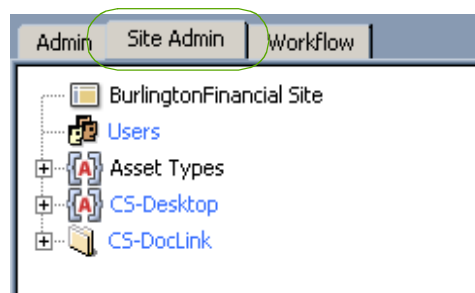 Admin Site Admin Workflow
BurlingtonFinancial Site
Users
[A] Asset Types
[A] CS-Desktop
CS-DocLink